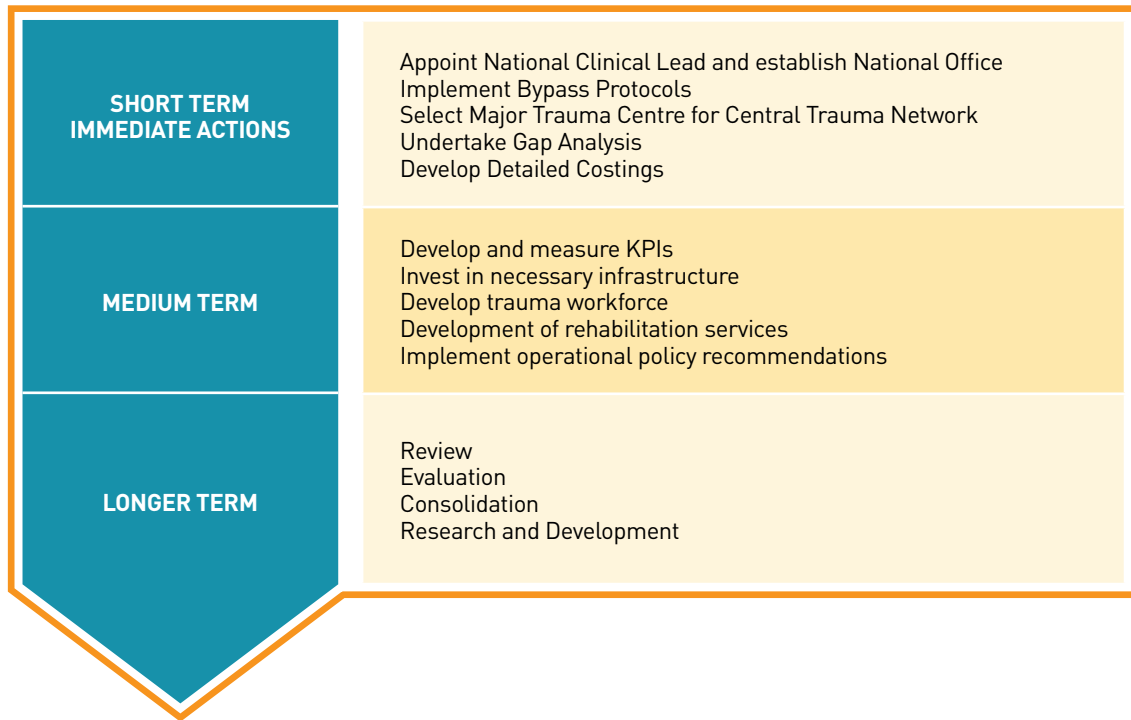 SHORT TERM
IMMEDIATE ACTIONS
Appoint National Clinical Lead and establish National Office
Implement Bypass Protocols
Select Major Trauma Centre for Central Trauma Network
Undertake Gap Analysis
Develop Detailed Costings
MEDIUM TERM
Develop and measure KPIs
Invest in necessary infrastructure
Develop trauma workforce
Development of rehabilitation services
Implement operational policy recommendations
LONGER TERM
Review
Evaluation
Consolidation
Research and Development